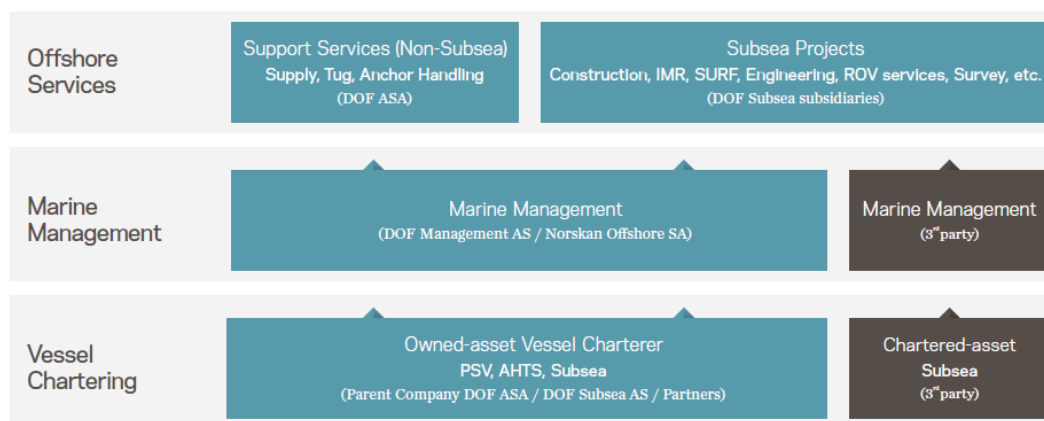 Offshore
Services
Support Services (Non-Subsea)
Supply, Tug, Anchor Handling
(DOF ASA)
Subsea Projects
Construction, IMR, SURF, Engineering, ROV services, Survey, etc.
(DOF Subsea subsidiaries)
Marine
Management
Marine Management
(DOF Management AS / Norskan Offshore SA)
Marine Management
(3rd party)
Vessel
Chartering
Owned-asset Vessel Charterer
PSV, AHTS, Subsea
(Parent Company DOF ASA / DOF Subsea AS / Partners)
Chartered-asset
Subsea
(3rd party)